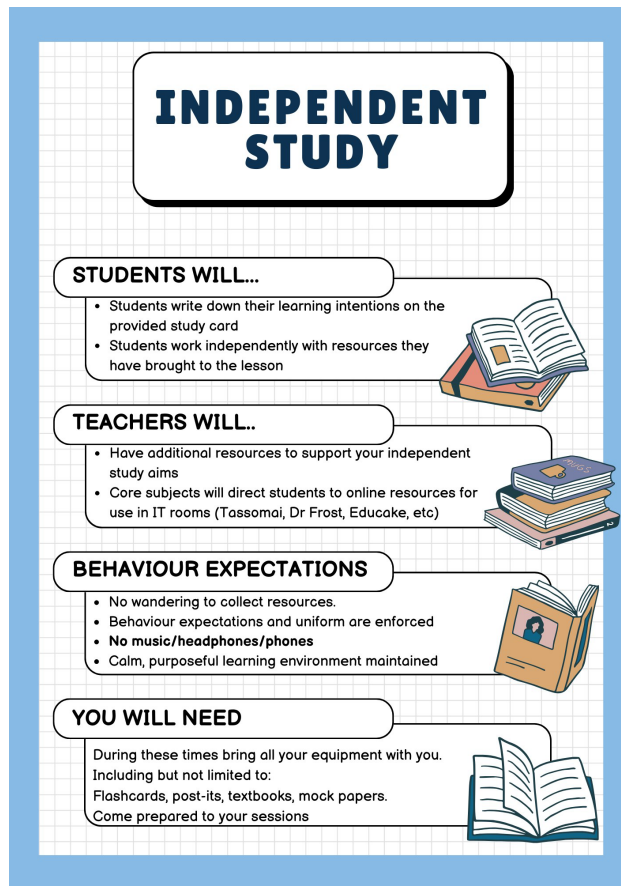 INDEPENDENT
STUDY
STUDENTS WILL...
• Students write down their learning intentions on the
provided study card
• Students work independently with resources they
have brought to the lesson
TEACHERS WILL..
• Have additional resources to support your independent
study aims
• Core subjects will direct students to online resources for
use in IT rooms (Tassomai, Dr Frost, Educake, etc)
MUGS
BEHAVIOUR EXPECTATIONS
• No wandering to collect resources.
• Behaviour expectations and uniform are enforced
• No music/headphones/phones
• Calm, purposeful learning environment maintained
YOU WILL NEED
During these times bring all your equipment with you.
Including but not limited to:
Flashcards, post-its, textbooks, mock papers.
Come prepared to your sessions